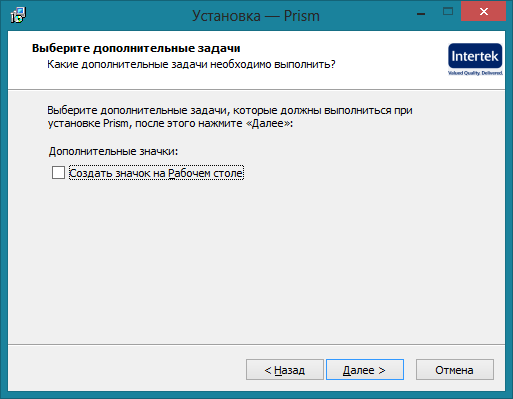 Установка — Prism
Выберите дополнительные задачи
Какие дополнительные задачи необходимо выполнить?
Intertek
Valued Quality. Delivered.
Выберите дополнительные задачи, которые должны выполниться при
установке Prism, после этого нажмите «Далее»:
Дополнительные значки:
Создать значок на Рабочем столе
< Назад
Далее >
Отмена